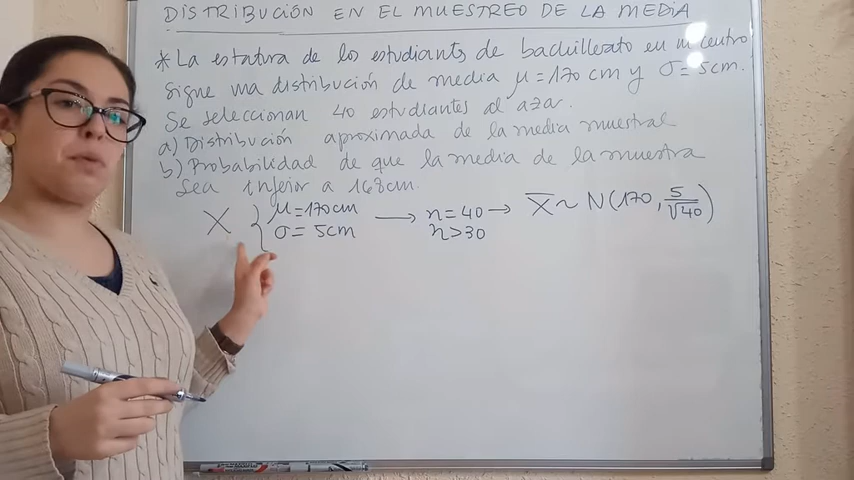 DISTRIBUCIÓN EN EL MUESTREO DE LA MEDIA
* La estatura de los estudiantes de bachillerato en un centro
sigue una distribución de media μ=170 cm y σ=5cm.
Se seleccionan 40 estudiantes al azar.
a) Distribución aproximada de la media muestral
b) Probabilidad de que la media de la muestra
sea inferior a 168cm.
X { μ=170cm → n=40 → X̅ ~ N(170, 5/√40)
σ= 5cm n>30